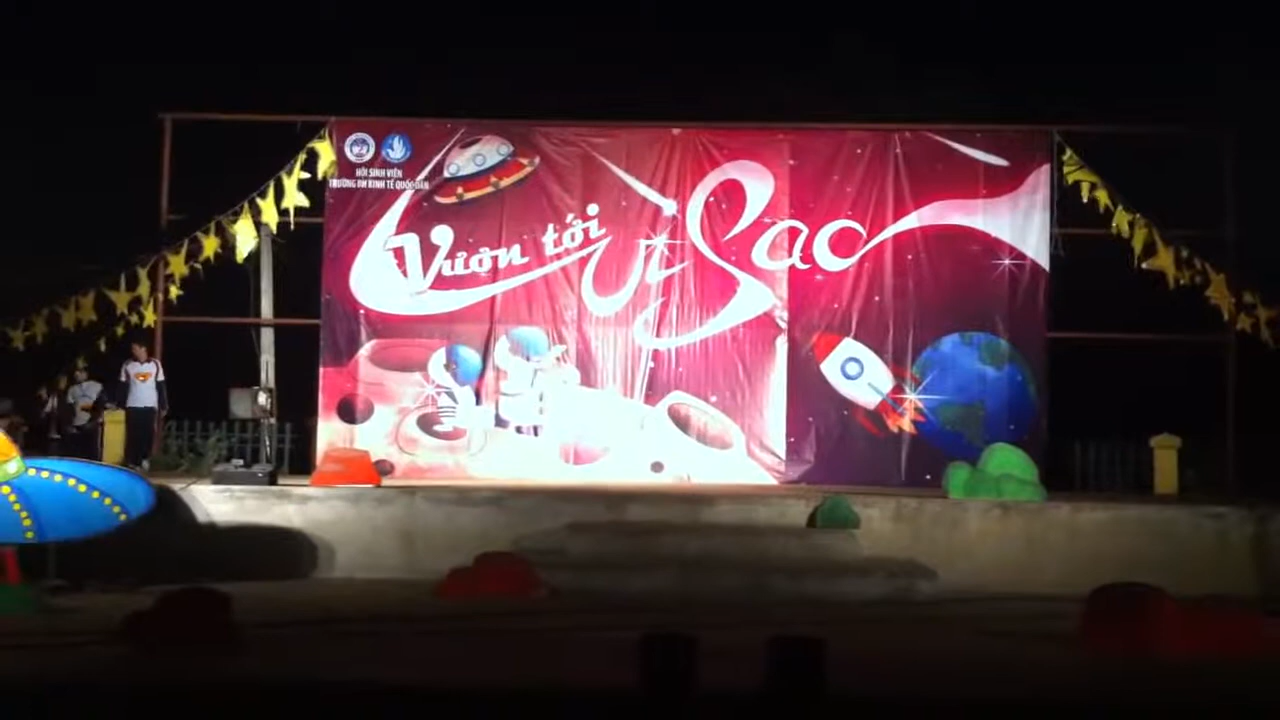 HỘI SINH VIÊN
TRƯỜNG ĐH KINH TẾ QUỐC DÂN
Vươn tới
Vì Sao